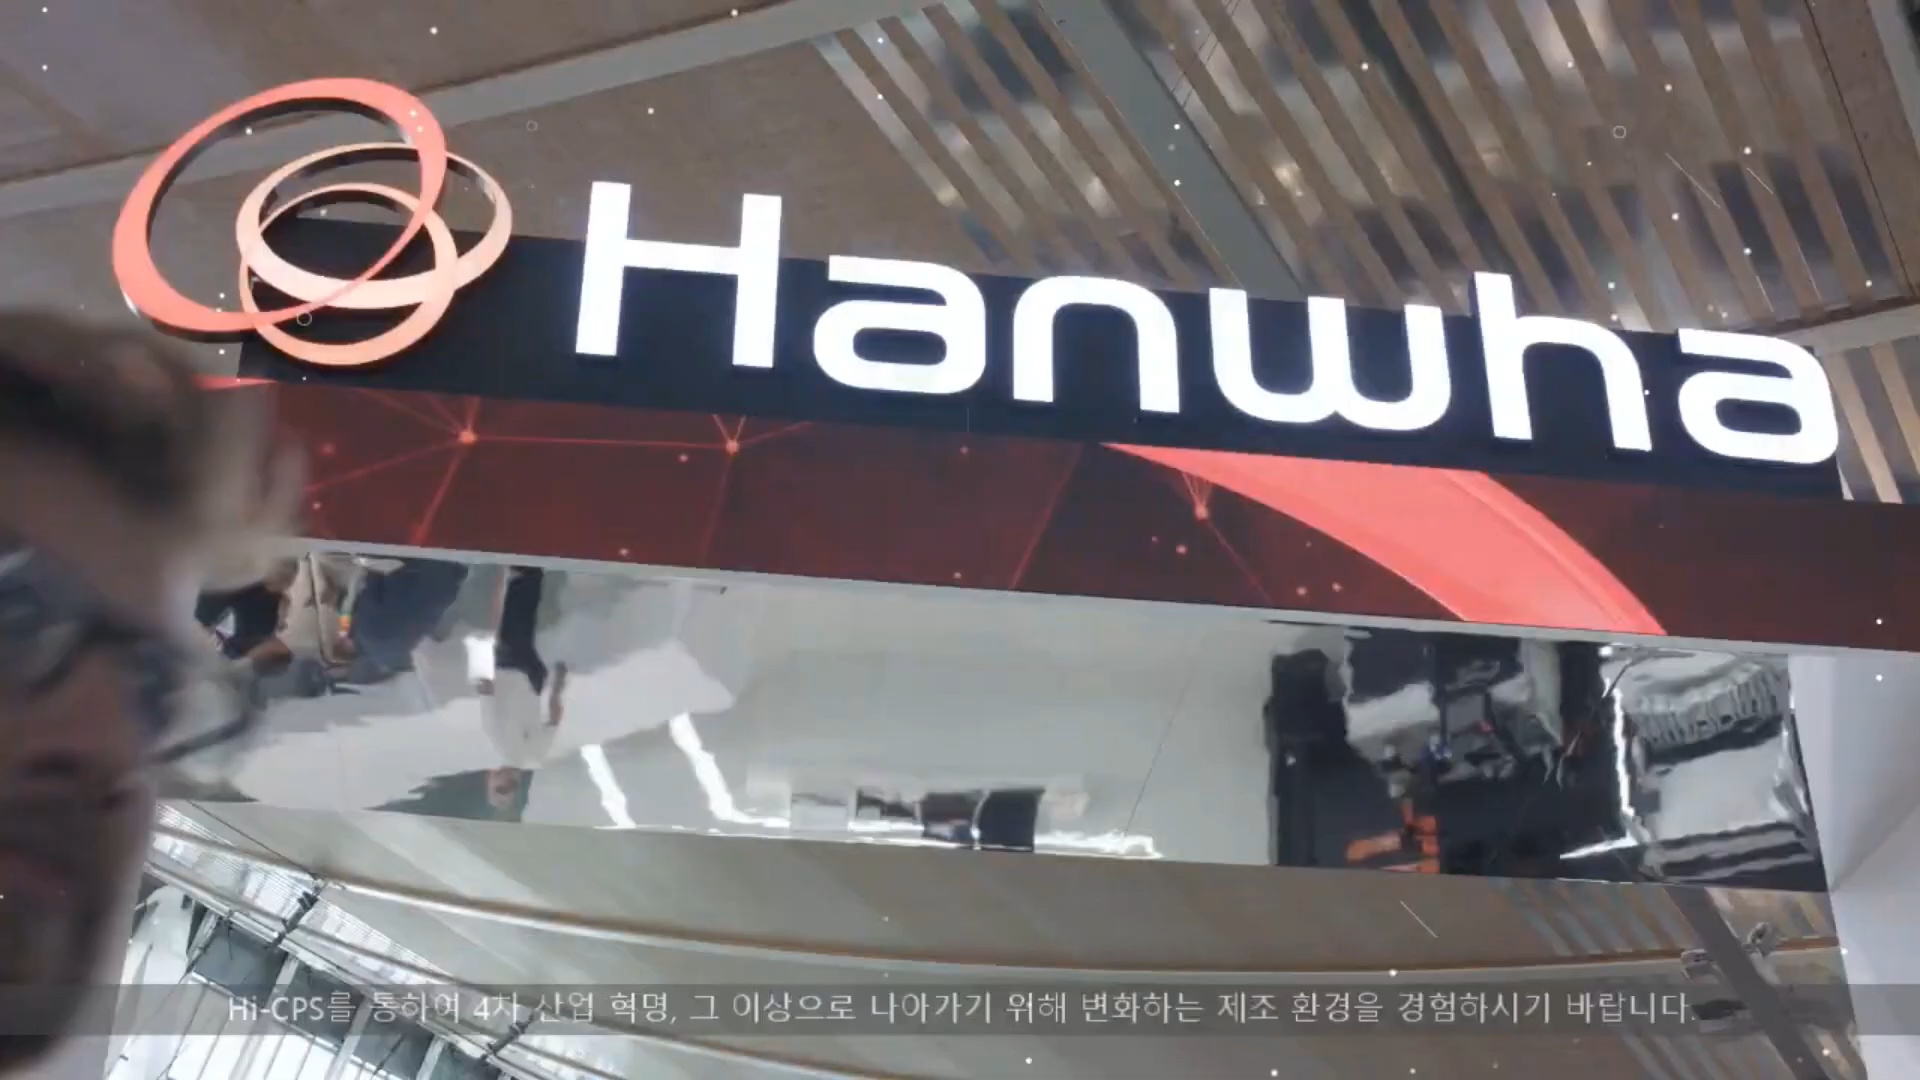 Hanwha
Hi-CPS를 통하여 4차 산업 혁명, 그 이상으로 나아가기 위해 변화하는 제조 환경을 경험하시기 바랍니다.